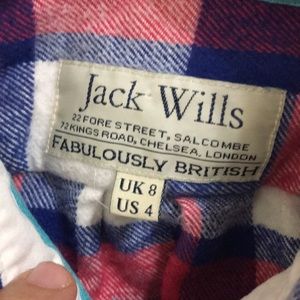 Jack Wills
22 FORE STREET, SALCOMBE
72 KINGS ROAD, CHELSEA, LONDON
FABULOUSLY BRITISH
UK 8
US 4